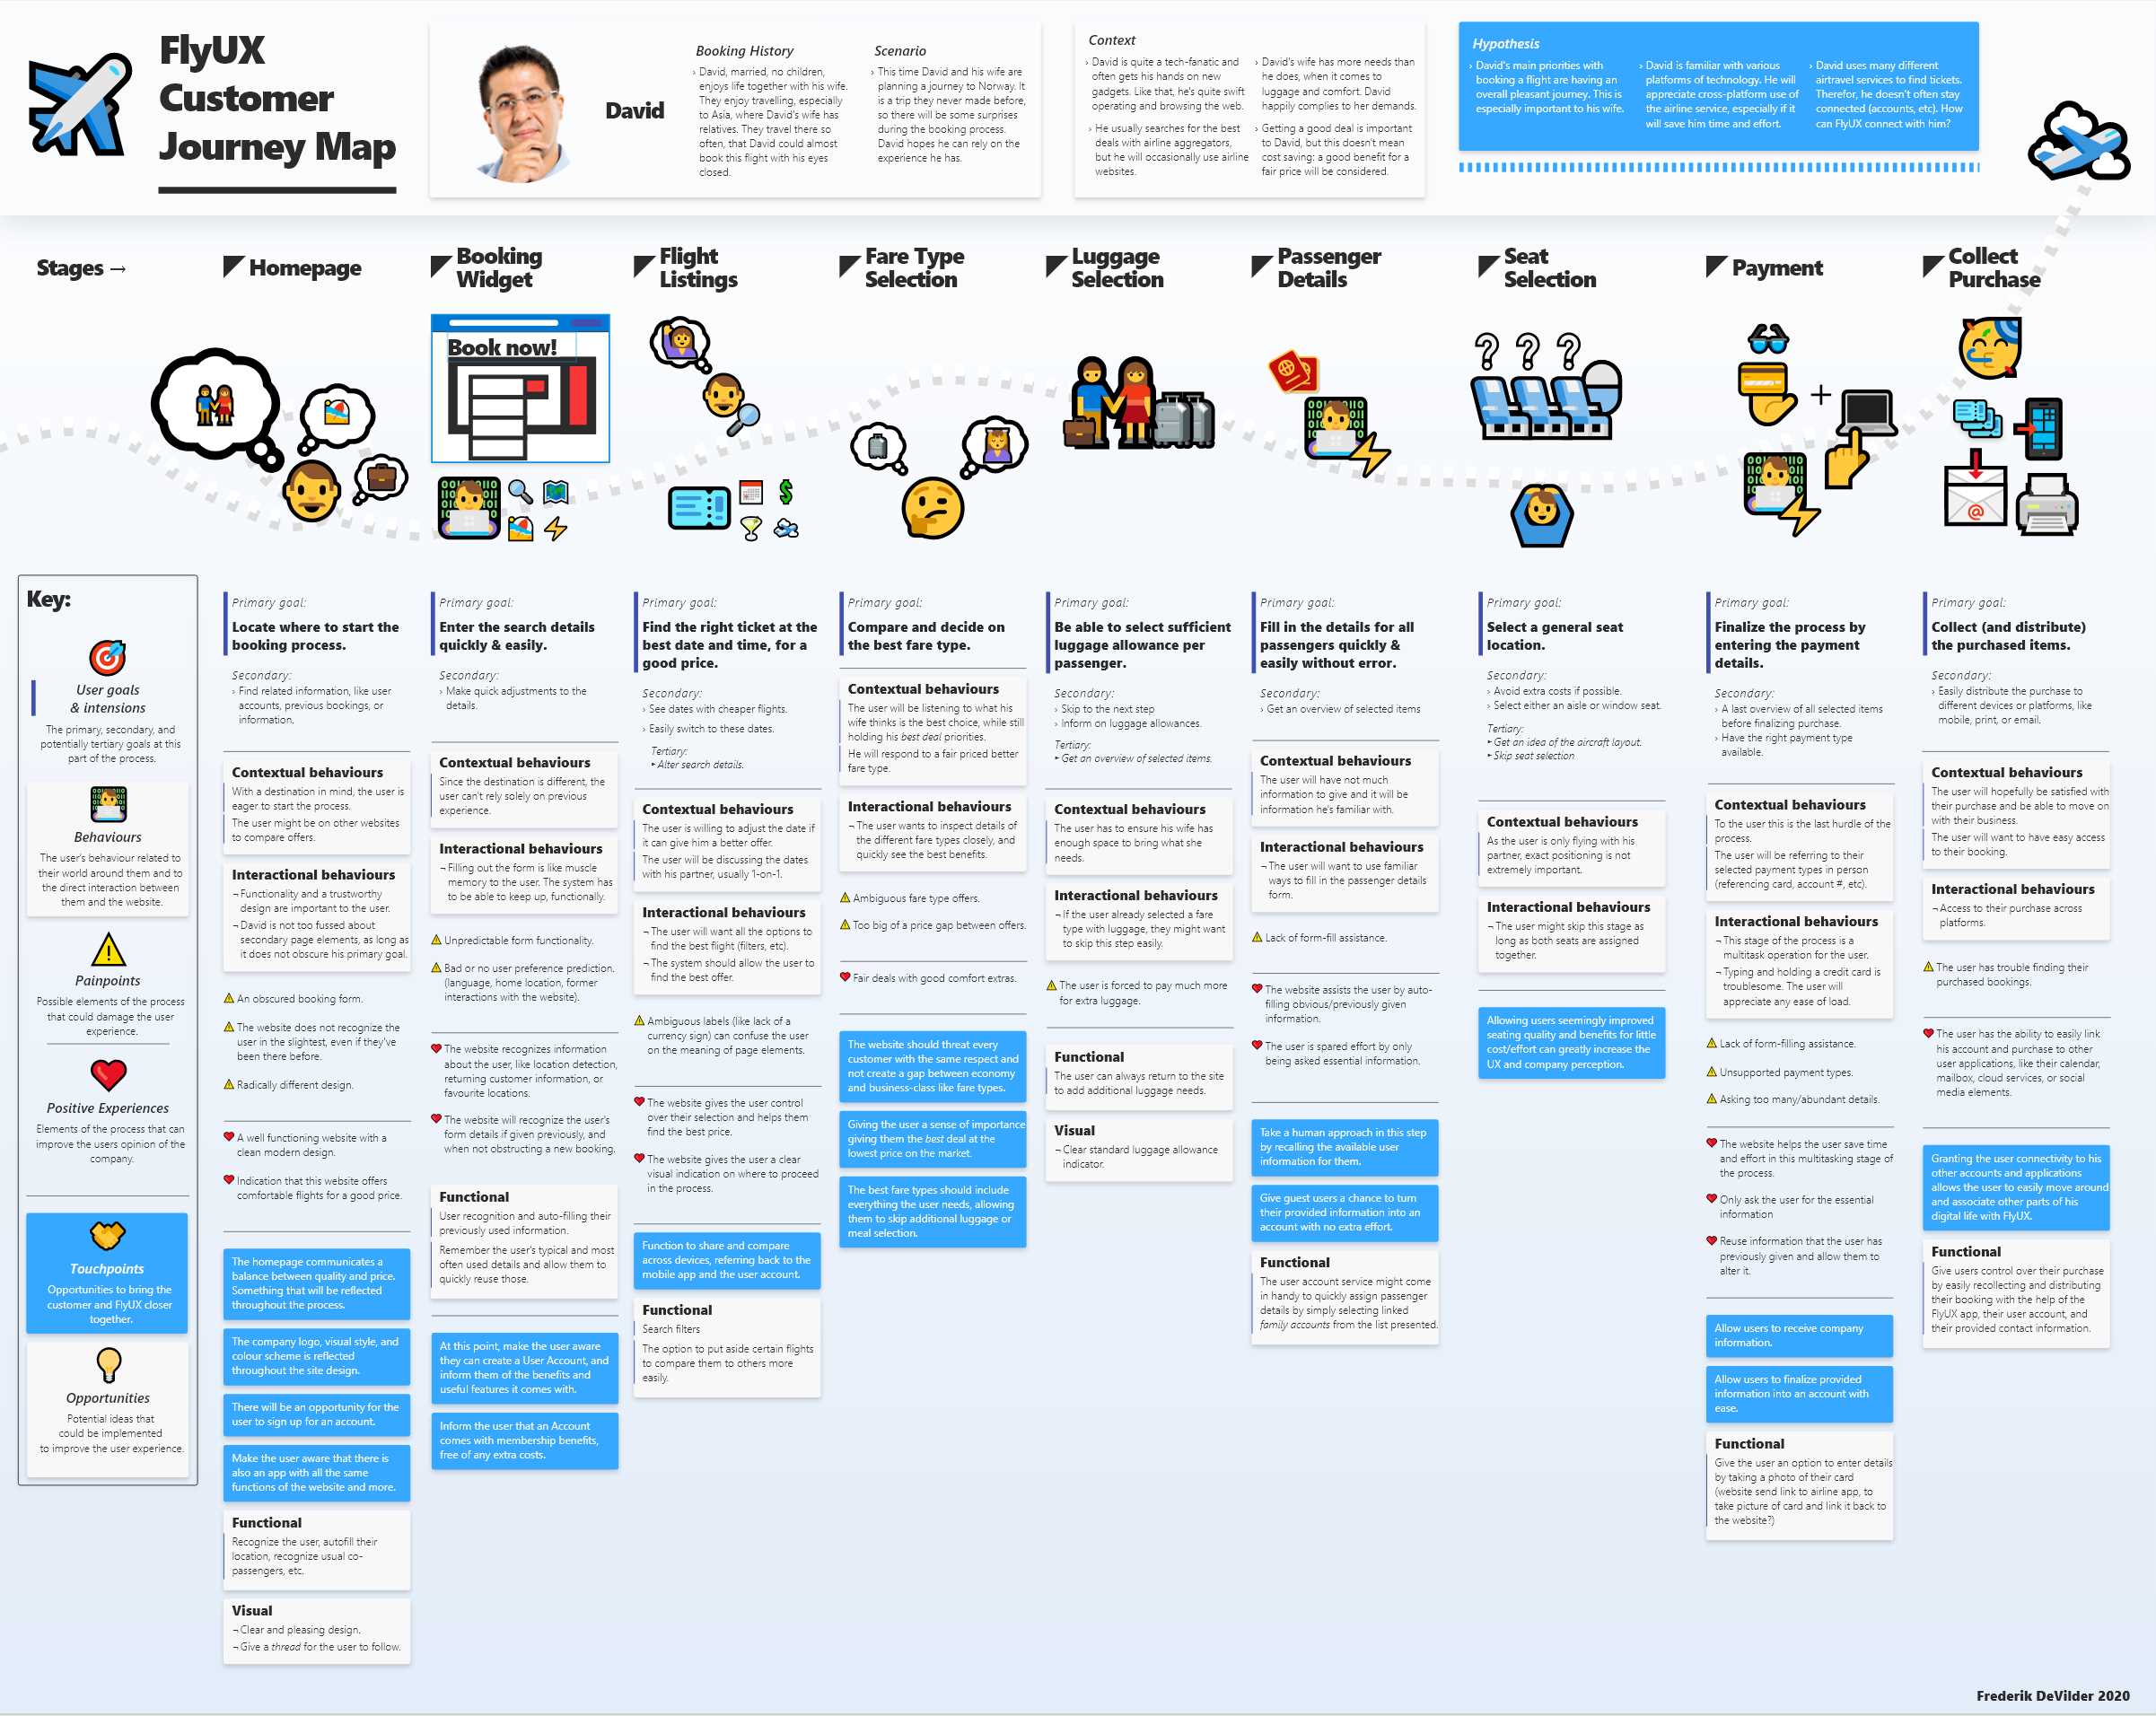 FlyUX
Customer
Journey Map
David
Booking History
› David, married, no children,
enjoys life together with his wife.
They enjoy travelling, especially
to Asia, where David's wife has
relatives. They travel there so
often, that David could almost
book this flight with his eyes
closed.
Scenario
› This time David and his wife are
planning a journey to Norway. It
is a trip they never made before,
so there will be some surprises
during the booking process.
David hopes he can rely on the
experience he has.
Context
› David is quite a tech-fanatic and
often gets his hands on new
gadgets. Like that, he's quite swift
operating and browsing the web.
› He usually searches for the best
deals with airline aggregators,
but he will occasionally use airline
websites.
› David's wife has more needs than
he does, when it comes to
luggage and comfort. David
happily complies to her demands.
› Getting a good deal is important
to David, but this doesn't mean
cost saving: a good benefit for a
fair price will be considered.
Hypothesis
› David's main priorities with
booking a flight are having an
overall pleasant journey. This is
especially important to his wife.
› David is familiar with various
platforms of technology. He will
appreciate cross-platform use of
the airline service, especially if it
will save him time and effort.
› David uses many different
airtravel services to find tickets.
Therefor, he doesn't often stay
connected (accounts, etc). How
can FlyUX connect with him?
Stages →
Homepage
Booking
Widget
Flight
Listings
Fare Type
Selection
Luggage
Selection
Passenger
Details
Seat
Selection
Payment
Collect
Purchase
Book now!
Key:
User goals
& intensions
The primary, secondary, and
potentially tertiary goals at this
part of the process.
Behaviours
The user's behaviour related to
their world around them and to
the direct interaction between
them and the website.
Painpoints
Possible elements of the process
that could damage the user
experience.
Positive Experiences
Elements of the process that can
improve the users opinion of the
company.
Touchpoints
Opportunities to bring the
customer and FlyUX closer
together.
Opportunities
Potential ideas that
could be implemented
to improve the user experience.
Primary goal:
Locate where to start the
booking process.
Secondary:
› Find related information, like user
accounts, previous bookings, or
information.
Contextual behaviours
With a destination in mind, the user is
eager to start the process.
The user might be on other websites
to compare offers.
Interactional behaviours
¬ Functionality and a trustworthy
design are important to the user.
¬ David is not too fussed about
secondary page elements, as long as
it does not obscure his primary goal.
An obscured booking form.
The website does not recognize the
user in the slightest, even if they've
been there before.
Radically different design.
A well functioning website with a
clean modern design.
Indication that this website offers
comfortable flights for a good price.
The homepage communicates a
balance between quality and price.
Something that will be reflected
throughout the process.
The company logo, visual style, and
colour scheme is reflected
throughout the site design.
There will be an opportunity for the
user to sign up for an account.
Make the user aware that there is
also an app with all the same
functions of the website and more.
Functional
Recognize the user, autofill their
location, recognize usual co-
passengers, etc.
Visual
¬ Clear and pleasing design.
¬ Give a thread for the user to follow.
Primary goal:
Enter the search details
quickly & easily.
Secondary:
› Make quick adjustments to the
details.
Contextual behaviours
Since the destination is different, the
user can't rely solely on previous
experience.
Interactional behaviours
¬ Filling out the form is like muscle
memory to the user. The system has
to be able to keep up, functionally.
Unpredictable form functionality.
Bad or no user preference prediction.
(language, home location, former
interactions with the website).
The website recognizes information
about the user, like location detection,
returning customer information, or
favourite locations.
The website will recognize the user's
form details if given previously, and
when not obstructing a new booking.
Functional
User recognition and auto-filling their
previously used information.
Remember the user's typical and most
often used details and allow them to
quickly reuse those.
At this point, make the user aware
they can create a User Account, and
inform them of the benefits and
useful features it comes with.
Inform the user that an Account
comes with membership benefits,
free of any extra costs.
Primary goal:
Find the right ticket at the
best date and time, for a
good price.
Secondary:
› See dates with cheaper flights.
› Easily switch to these dates.
Tertiary:
‣ Alter search details.
Contextual behaviours
The user is willing to adjust the date if
it can give him a better offer.
The user will be discussing the dates
with his partner, usually 1-on-1.
Interactional behaviours
¬ The user will want all the options to
find the best flight (filters, etc).
¬ The system should allow the user to
find the best offer.
Ambiguous labels (like lack of a
currency sign) can confuse the user
on the meaning of page elements.
The website gives the user control
over their selection and helps them
find the best price.
The website gives the user a clear
visual indication on where to proceed
in the process.
Function to share and compare
across devices, referring back to the
mobile app and the user account.
Functional
Search filters
The option to put aside certain flights
to compare them to others more
easily.
Primary goal:
Compare and decide on
the best fare type.
Contextual behaviours
The user will be listening to what his
wife thinks is the best choice, while still
holding his best deal priorities.
He will respond to a fair priced better
fare type.
Interactional behaviours
¬ The user wants to inspect details of
the different fare types closely, and
quickly see the best benefits.
Ambiguous fare type offers.
Too big of a price gap between offers.
Fair deals with good comfort extras.
The website should threat every
customer with the same respect and
not create a gap between economy
and business-class like fare types.
Giving the user a sense of importance
giving them the best deal at the
lowest price on the market.
The best fare types should include
everything the user needs, allowing
them to skip additional luggage or
meal selection.
Primary goal:
Be able to select sufficient
luggage allowance per
passenger.
Secondary:
› Skip to the next step
› Inform on luggage allowances.
Tertiary:
‣ Get an overview of selected items.
Contextual behaviours
The user has to ensure his wife has
enough space to bring what she
needs.
Interactional behaviours
¬ If the user already selected a fare
type with luggage, they might want
to skip this step easily.
The user is forced to pay much more
for extra luggage.
Functional
The user can always return to the site
to add additional luggage needs.
Visual
¬ Clear standard luggage allowance
indicator.
Primary goal:
Fill in the details for all
passengers quickly &
easily without error.
Secondary:
› Get an overview of selected items
Contextual behaviours
The user will have not much
information to give and it will be
information he's familiar with.
Interactional behaviours
¬ The user will want to use familiar
ways to fill in the passenger details
form.
Lack of form-fill assistance.
The website assists the user by auto-
filling obvious/previously given
information.
The user is spared effort by only
being asked essential information.
Take a human approach in this step
by recalling the available user
information for them.
Give guest users a chance to turn
their provided information into an
account with no extra effort.
Functional
The user account service might come
in handy to quickly assign passenger
details by simply selecting linked
family accounts from the list presented.
Primary goal:
Select a general seat
location.
Secondary:
› Avoid extra costs if possible.
› Select either an aisle or window seat.
Tertiary:
‣ Get an idea of the aircraft layout.
‣ Skip seat selection
Contextual behaviours
As the user is only flying with his
partner, exact positioning is not
extremely important.
Interactional behaviours
¬ The user might skip this stage as
long as both seats are assigned
together.
Allowing users seemingly improved
seating quality and benefits for little
cost/effort can greatly increase the
UX and company perception.
Primary goal:
Finalize the process by
entering the payment
details.
Secondary:
› A last overview of all selected items
before finalizing purchase.
› Have the right payment type
available.
Contextual behaviours
To the user this is the last hurdle of the
process.
The user will be referring to their
selected payment types in person
(referencing card, account #, etc).
Interactional behaviours
¬ This stage of the process is a
multitask operation for the user.
¬ Typing and holding a credit card is
troublesome. The user will
appreciate any ease of load.
Lack of form-filling assistance.
Unsupported payment types.
Asking too many/abundant details.
The website helps the user save time
and effort in this multitasking stage of
the process.
Only ask the user for the essential
information
Reuse information that the user has
previously given and allow them to
alter it.
Allow users to receive company
information.
Allow users to finalize provided
information into an account with
ease.
Functional
Give the user an option to enter details
by taking a photo of their card
(website send link to airline app, to
take picture of card and link it back to
the website?)
Primary goal:
Collect (and distribute)
the purchased items.
Secondary:
› Easily distribute the purchase to
different devices or platforms, like
mobile, print, or email.
Contextual behaviours
The user will hopefully be satisfied with
their purchase and be able to move on
with their business.
The user will want to have easy access
to their booking.
Interactional behaviours
¬ Access to their purchase across
platforms.
The user has trouble finding their
purchased bookings.
The user has the ability to easily link
his account and purchase to other
user applications, like their calendar,
mailbox, cloud services, or social
media elements.
Granting the user connectivity to his
other accounts and applications
allows the user to easily move around
and associate other parts of his
digital life with FlyUX.
Functional
Give users control over their purchase
by easily recollecting and distributing
their booking with the help of the
FlyUX app, their user account, and
their provided contact information.
Frederik DeVilder 2020